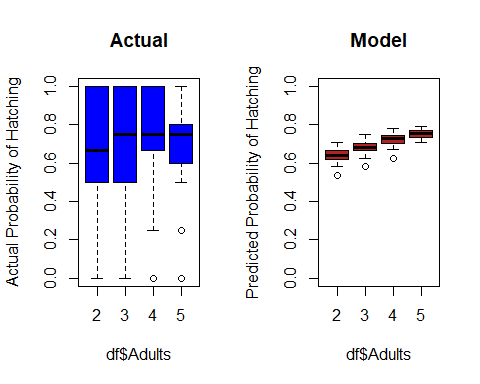 Actual
Actual Probability of Hatching
1.0
0.8
0.6
0.4
0.2
0.0
2 3 4 5
df$Adults
Model
Predicted Probability of Hatching
1.0
0.8
0.6
0.4
0.2
0.0
2 3 4 5
df$Adults